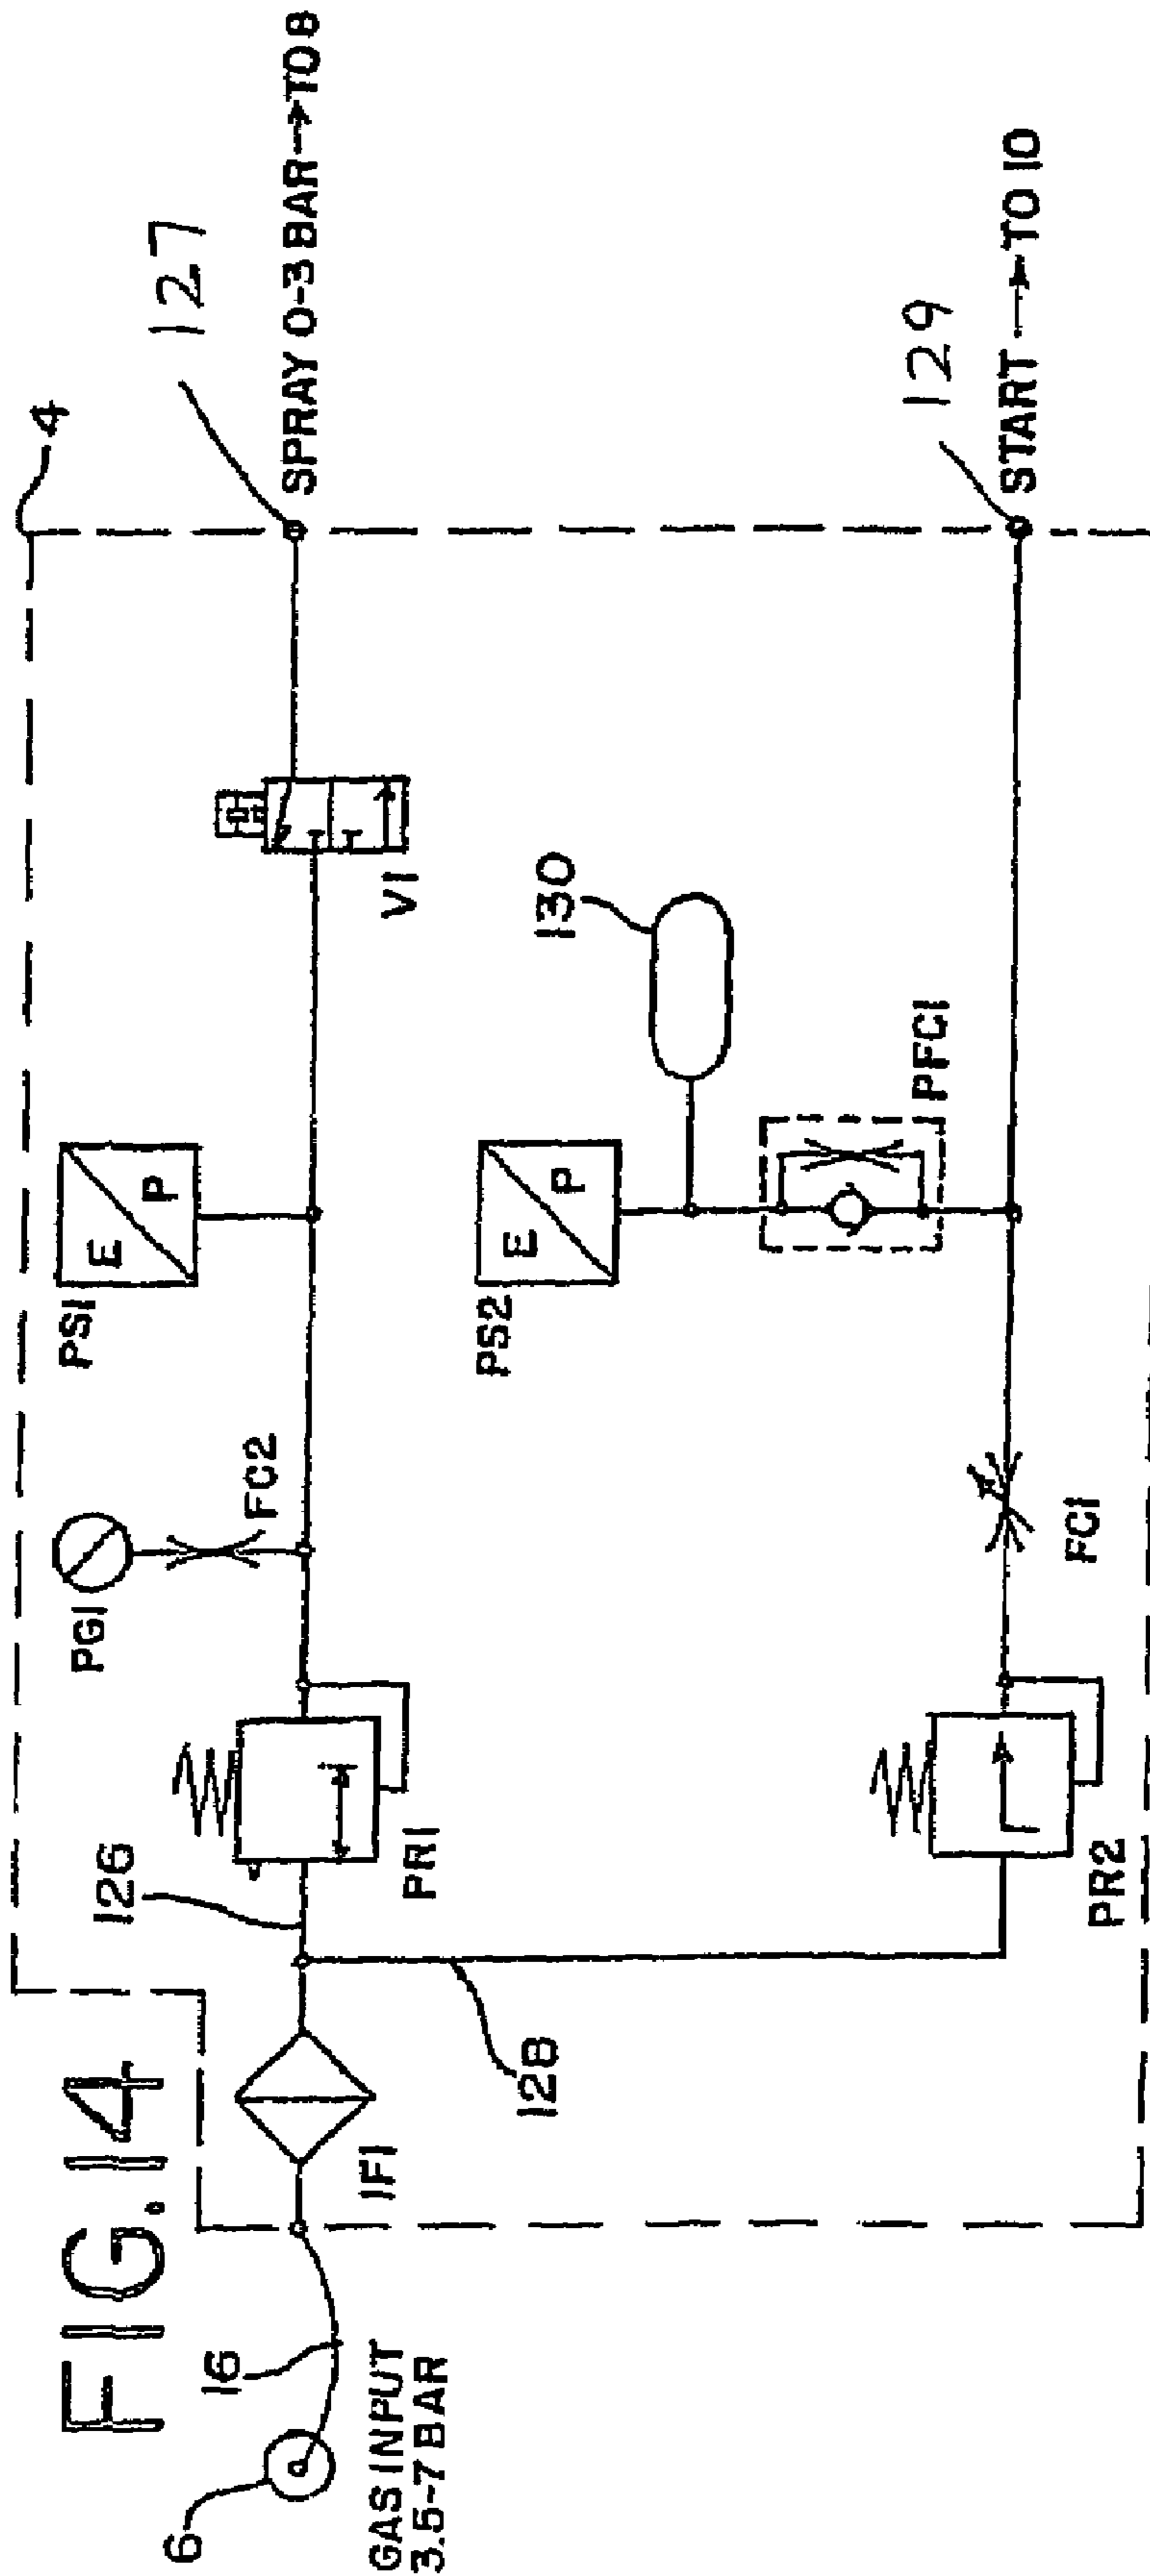 FIG.14
4
127
SPRAY 0-3 BAR→TO 8
PS1
E
P
PG1
FC2
V1
126
PR1
6
16
GAS INPUT
3.5-7 BAR
IF1
128
PS2
E
P
130
PFC1
129
START → TO 10
FC1
PR2